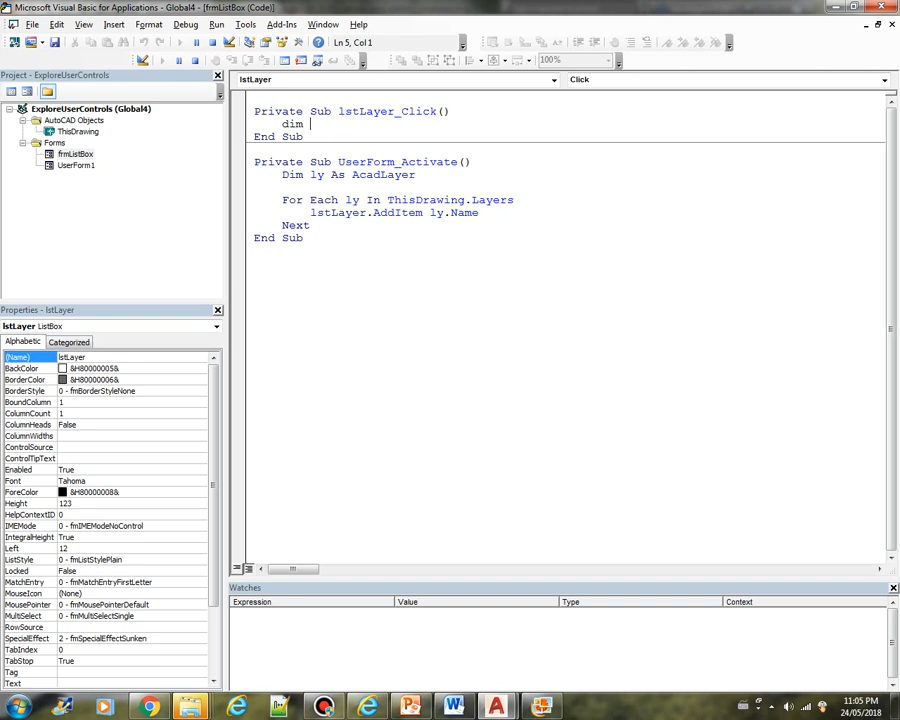 Microsoft Visual Basic for Applications - Global4 - [frmListBox (Code)]
File Edit View Insert Format Debug Run Tools Add-Ins Window Help
Ln 5, Col 1
100%
Project - ExploreUserControls
ExploreUserControls (Global4)
AutoCAD Objects
ThisDrawing
Forms
frmListBox
UserForm1
lstLayer
Click
Private Sub lstLayer_Click()
dim
End Sub
Private Sub UserForm_Activate()
Dim ly As AcadLayer
For Each ly In ThisDrawing.Layers
lstLayer.AddItem ly.Name
Next
End Sub
Properties - lstLayer
lstLayer ListBox
Alphabetic Categorized
(Name) lstLayer
BackColor &H80000005&
BorderColor &H80000006&
BorderStyle 0 - fmBorderStyleNone
BoundColumn 1
ColumnCount 1
ColumnHeads False
ColumnWidths
ControlSource
ControlTipText
Enabled True
Font Tahoma
ForeColor &H80000008&
Height 123
HelpContextID 0
IMEMode 0 - fmIMEModeNoControl
IntegralHeight True
Left 12
ListStyle 0 - fmListStylePlain
Locked False
MatchEntry 0 - fmMatchEntryFirstLetter
MouseIcon (None)
MousePointer 0 - fmMousePointerDefault
MultiSelect 0 - fmMultiSelectSingle
RowSource
SpecialEffect 2 - fmSpecialEffectSunken
TabIndex 0
TabStop True
Tag
Text
Watches
Expression Value Type Context
11:05 PM
24/05/2018